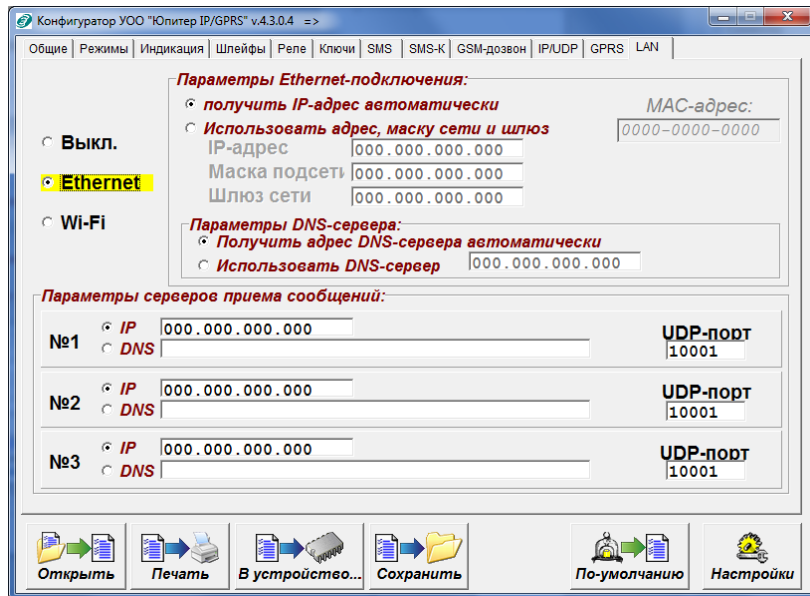 Конфигуратор УОО "Юпитер IP/GPRS" v.4.3.0.4 =>
Общие Режимы Индикация Шлейфы Реле Ключи SMS SMS-K GSM-дозвон IP/UDP GPRS LAN
Выкл.
Ethernet
Wi-Fi
Параметры Ethernet-подключения:
получить IP-адрес автоматически
Использовать адрес, маску сети и шлюз
IP-адрес 000.000.000.000
Маска подсети 000.000.000.000
Шлюз сети 000.000.000.000
MAC-адрес:
0000-0000-0000
Параметры DNS-сервера:
Получить адрес DNS-сервера автоматически
Использовать DNS-сервер 000.000.000.000
Параметры серверов приема сообщений:
№1 IP 000.000.000.000
DNS
UDP-порт
10001
№2 IP 000.000.000.000
DNS
UDP-порт
10001
№3 IP 000.000.000.000
DNS
UDP-порт
10001
Открыть Печать В устройство... Сохранить По-умолчанию Настройки